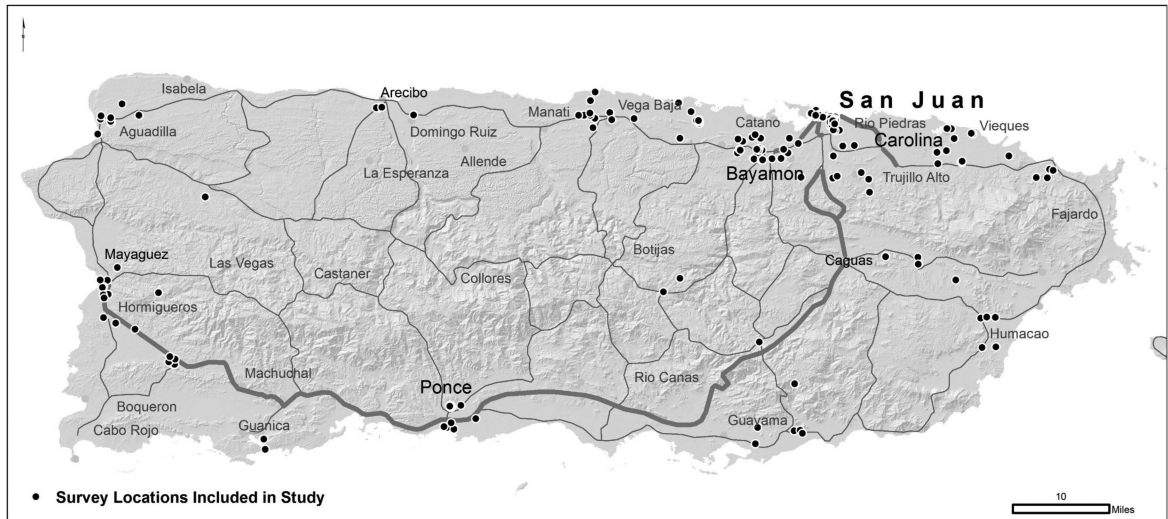 Isabela
Arecibo
San Juan
Aguadilla
Domingo Ruiz
Manati
Vega Baja
Catano
Rio Piedras
Vieques
Carolina
Allende
La Esperanza
Bayamon
Trujillo Alto
Fajardo
Mayaguez
Las Vegas
Castaner
Collores
Botijas
Caguas
Hormigueros
Humacao
Machuchal
Ponce
Rio Canas
Boqueron
Cabo Rojo
Guanica
Guayama
Survey Locations Included in Study
10
Miles